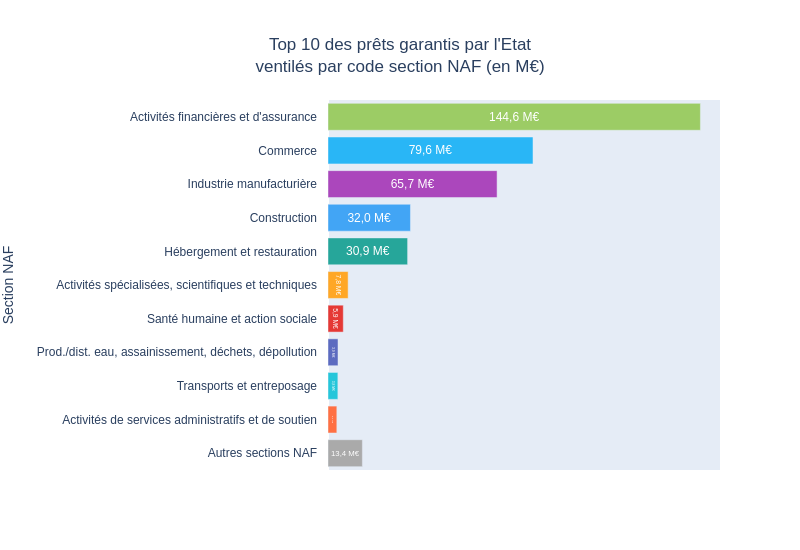 Top 10 des prêts garantis par l'Etat
ventilés par code section NAF (en M€)
Section NAF
Activités financières et d'assurance 144,6 M€
Commerce 79,6 M€
Industrie manufacturière 65,7 M€
Construction 32,0 M€
Hébergement et restauration 30,9 M€
Activités spécialisées, scientifiques et techniques 7,8 M€
Santé humaine et action sociale 5,9 M€
Prod./dist. eau, assainissement, déchets, dépollution
Transports et entreposage
Activités de services administratifs et de soutien
Autres sections NAF 13,4 M€